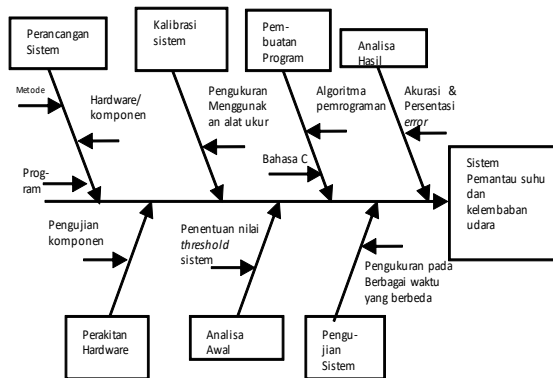 Perancangan
Sistem
Kalibrasi
sistem
Pem-
buatan
Program
Analisa
Hasil
Metode
Hardware/
komponen
Pengukuran
Menggunak
an alat ukur
Algoritma
pemrograman
Akurasi &
Persentasi
error
Prog-
ram
Bahasa C
Sistem
Pemantau suhu
dan
kelembaban
udara
Pengujian
komponen
Penentuan nilai
threshold
sistem
Pengukuran pada
Berbagai waktu
yang berbeda
Perakitan
Hardware
Analisa
Awal
Pengu-
jian
Sistem